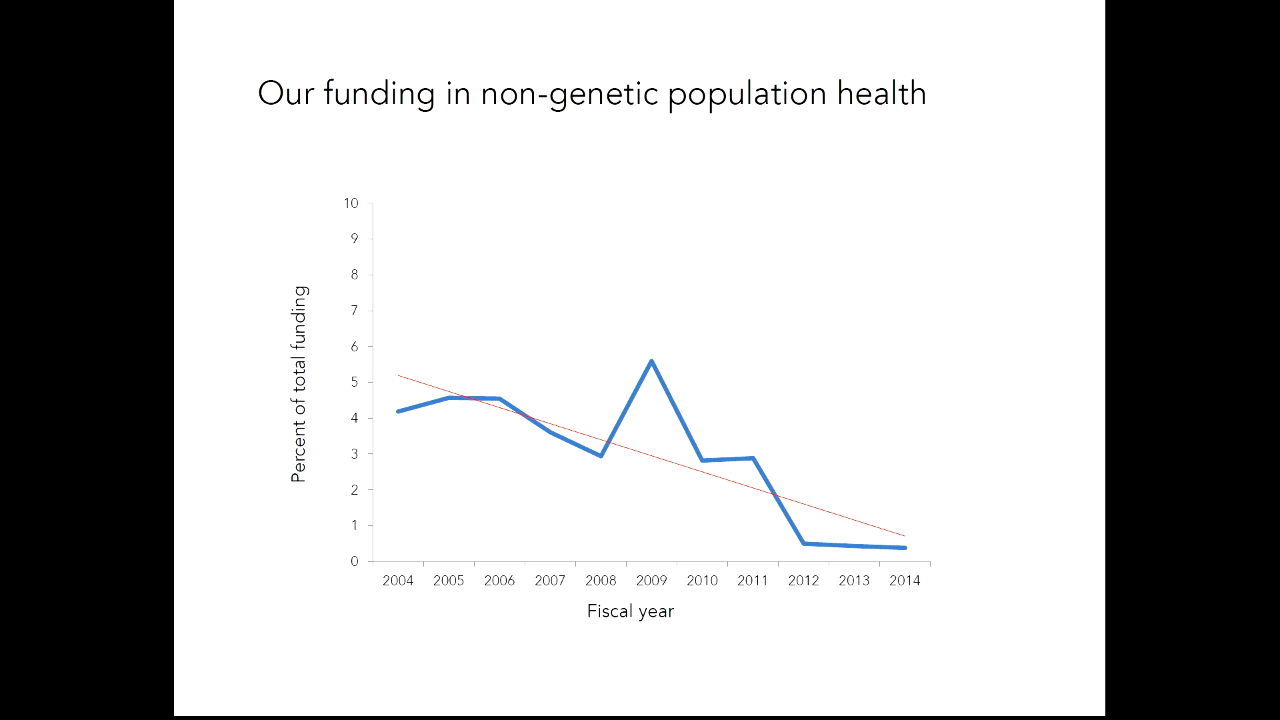 Our funding in non-genetic population health
10
9
8
7
6
5
4
3
2
1
0
Percent of total funding
2004 2005 2006 2007 2008 2009 2010 2011 2012 2013 2014
Fiscal year